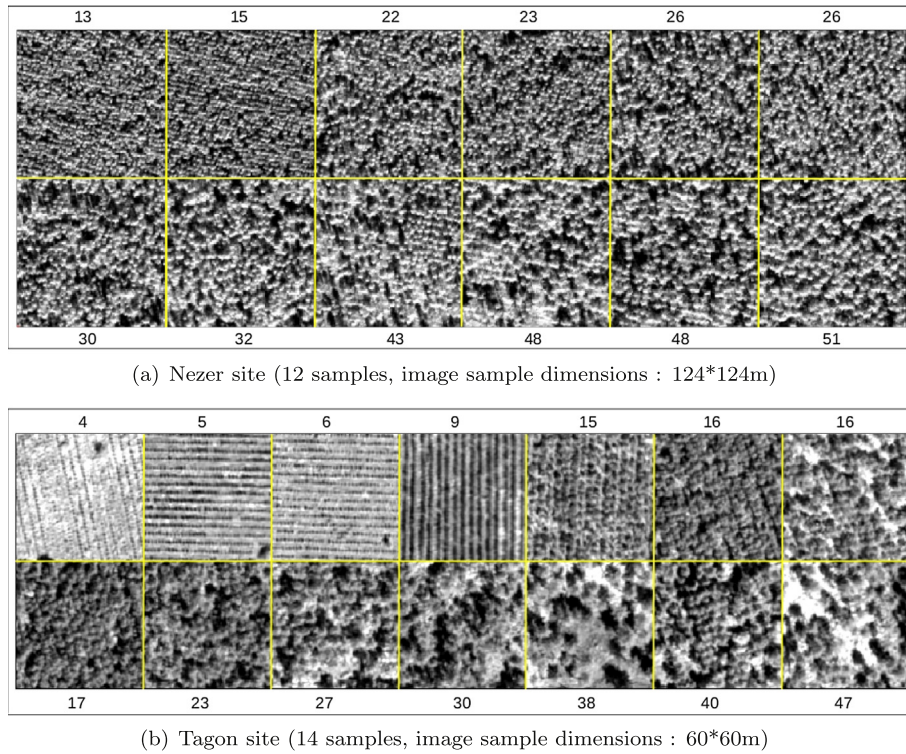 13 15 22 23 26 26
30 32 43 48 48 51
(a) Nezer site (12 samples, image sample dimensions : 124*124m)
4 5 6 9 15 16 16
17 23 27 30 38 40 47
(b) Tagon site (14 samples, image sample dimensions : 60*60m)